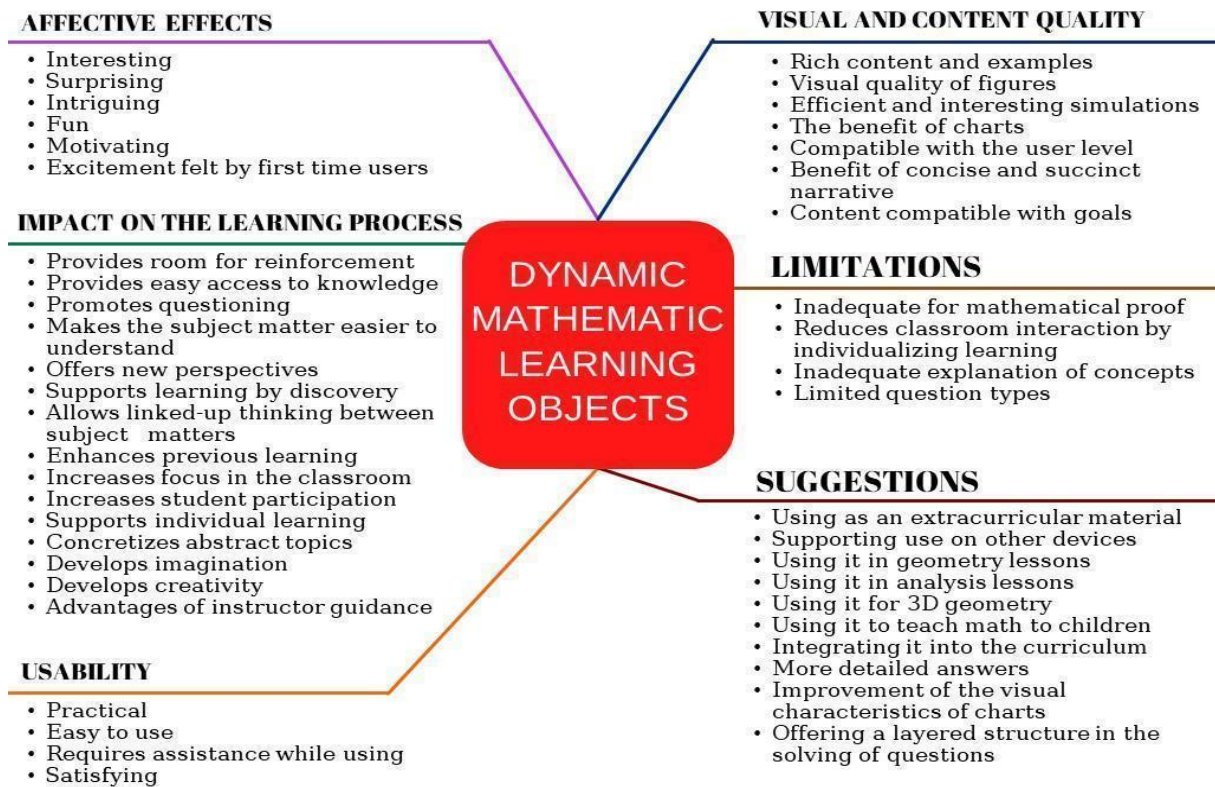 AFFECTIVE EFFECTS
• Interesting
• Surprising
• Intriguing
• Fun
• Motivating
• Excitement felt by first time users
IMPACT ON THE LEARNING PROCESS
• Provides room for reinforcement
• Provides easy access to knowledge
• Promotes questioning
• Makes the subject matter easier to
understand
• Offers new perspectives
• Supports learning by discovery
• Allows linked-up thinking between
subject matters
• Enhances previous learning
• Increases focus in the classroom
• Increases student participation
• Supports individual learning
• Concretizes abstract topics
• Develops imagination
• Develops creativity
• Advantages of instructor guidance
USABILITY
• Practical
• Easy to use
• Requires assistance while using
• Satisfying
DYNAMIC
MATHEMATIC
LEARNING
OBJECTS
VISUAL AND CONTENT QUALITY
• Rich content and examples
• Visual quality of figures
• Efficient and interesting simulations
• The benefit of charts
• Compatible with the user level
• Benefit of concise and succinct
narrative
• Content compatible with goals
LIMITATIONS
• Inadequate for mathematical proof
• Reduces classroom interaction by
individualizing learning
• Inadequate explanation of concepts
• Limited question types
SUGGESTIONS
• Using as an extracurricular material
• Supporting use on other devices
• Using it in geometry lessons
• Using it in analysis lessons
• Using it for 3D geometry
• Using it to teach math to children
• Integrating it into the curriculum
• More detailed answers
• Improvement of the visual
characteristics of charts
• Offering a layered structure in the
solving of questions